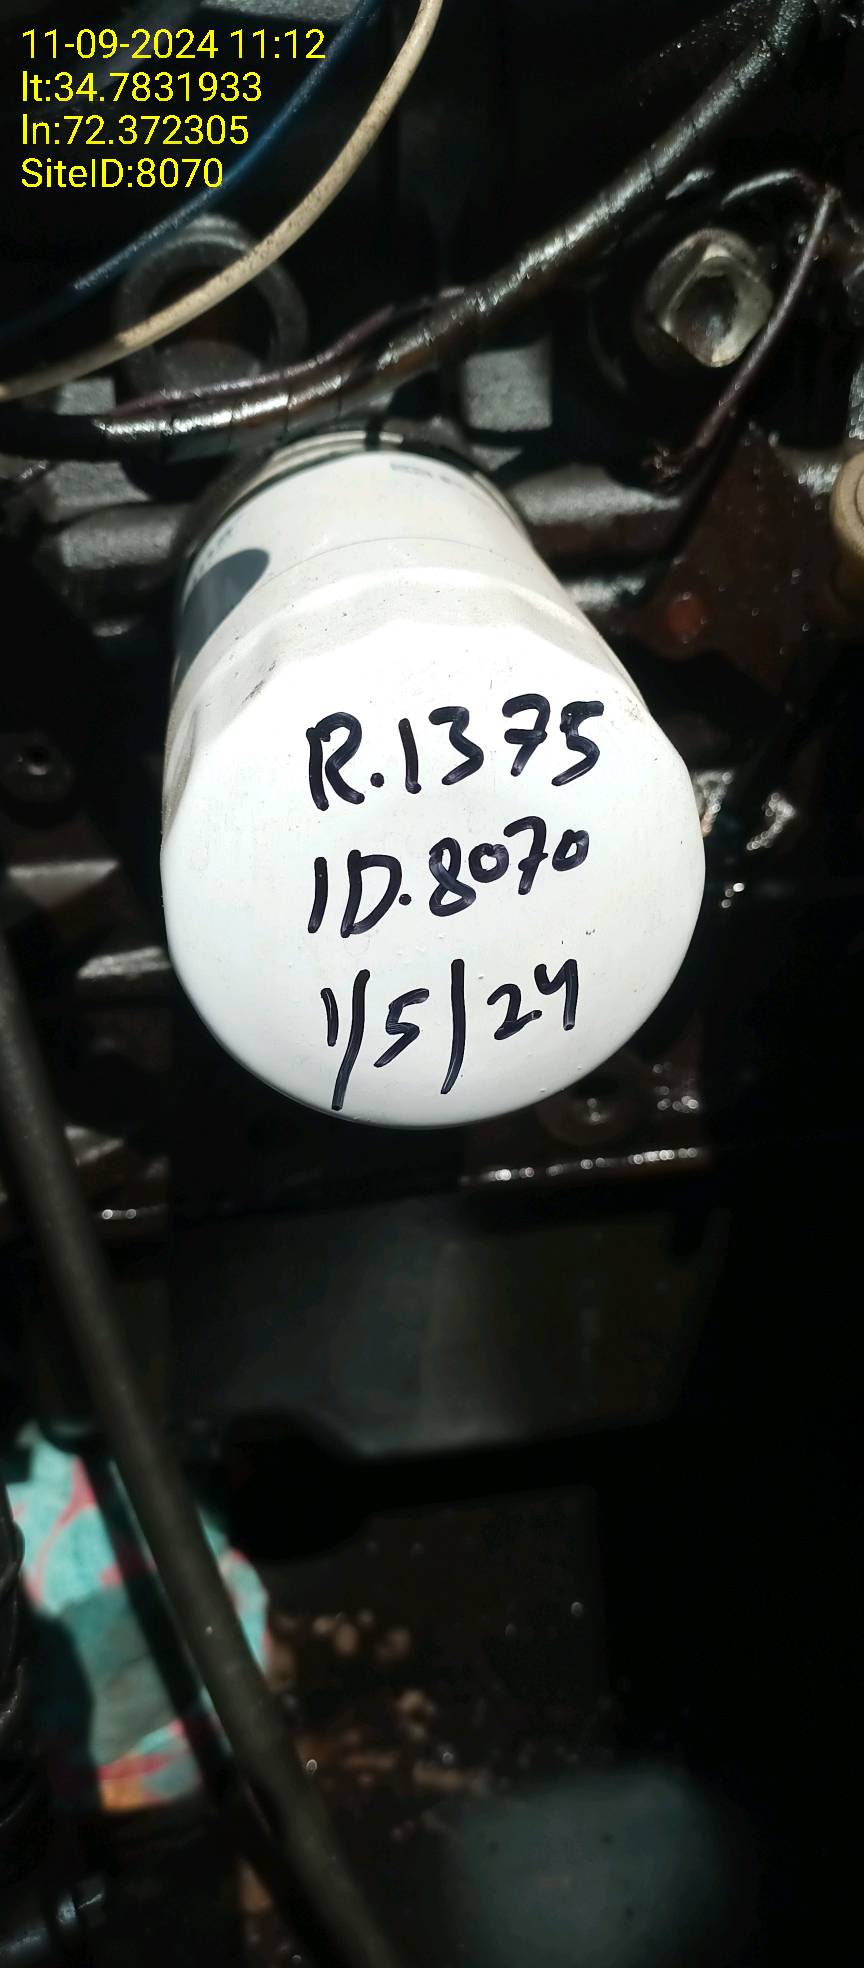 11-09-2024 11:12
lt:34.7831933
ln:72.372305
SiteID:8070
R.1375
ID.8070
1/5/24